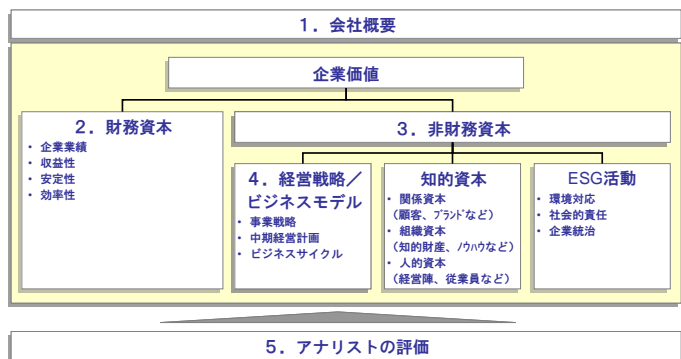 1．会社概要
企業価値
2．財務資本
・ 企業業績
・ 収益性
・ 安定性
・ 効率性
3．非財務資本
4．経営戦略／
ビジネスモデル
・ 事業戦略
・ 中期経営計画
・ ビジネスサイクル
知的資本
・ 関係資本
（顧客、ﾌﾞﾗﾝﾄﾞなど）
・ 組織資本
（知的財産、ﾉｳﾊｳなど）
・ 人的資本
（経営陣、従業員など）
ESG活動
・ 環境対応
・ 社会的責任
・ 企業統治
5．アナリストの評価